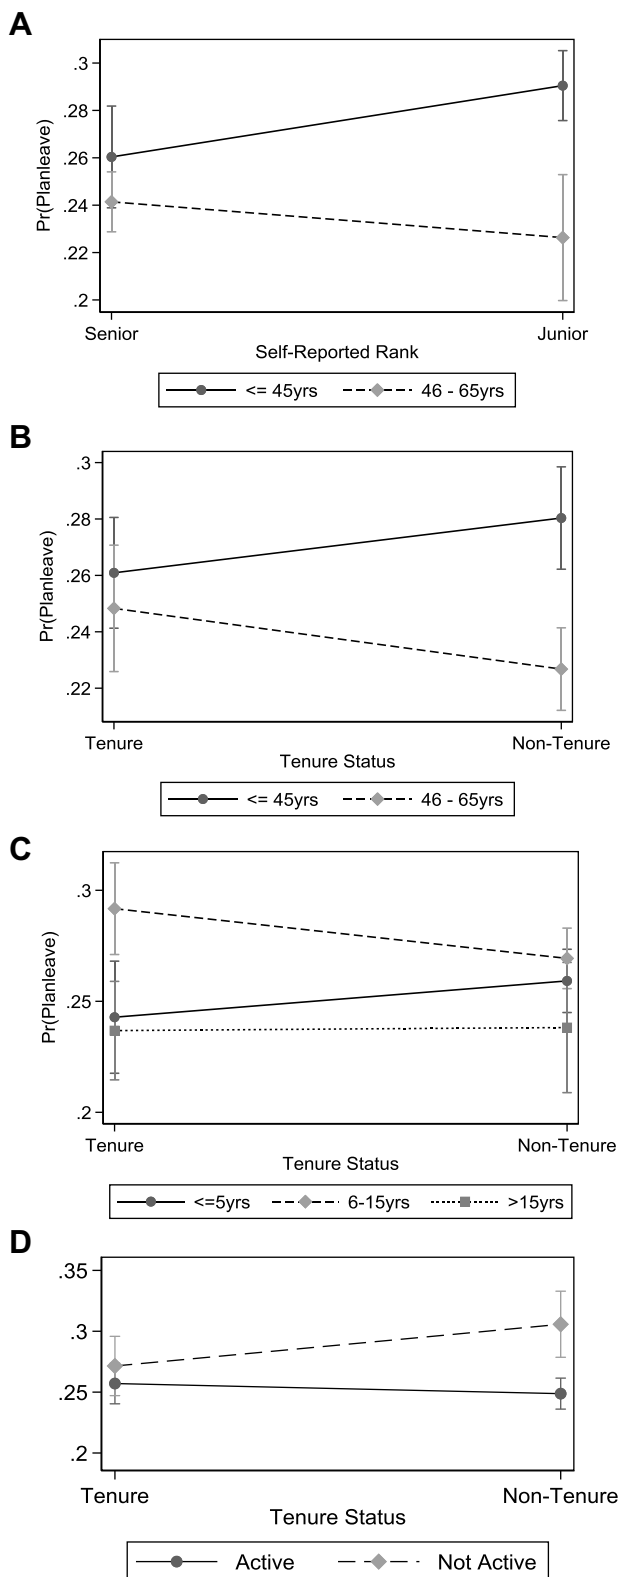 A
Pr(Planleave)
.3
.28
.26
.24
.22
.2
Senior Junior
Self-Reported Rank
<= 45yrs 46 - 65yrs
B
Pr(Planleave)
.3
.28
.26
.24
.22
Tenure Non-Tenure
Tenure Status
<= 45yrs 46 - 65yrs
C
Pr(Planleave)
.3
.25
.2
Tenure Non-Tenure
Tenure Status
<=5yrs 6-15yrs >15yrs
D
.35
.3
.25
.2
Tenure Non-Tenure
Tenure Status
Active Not Active